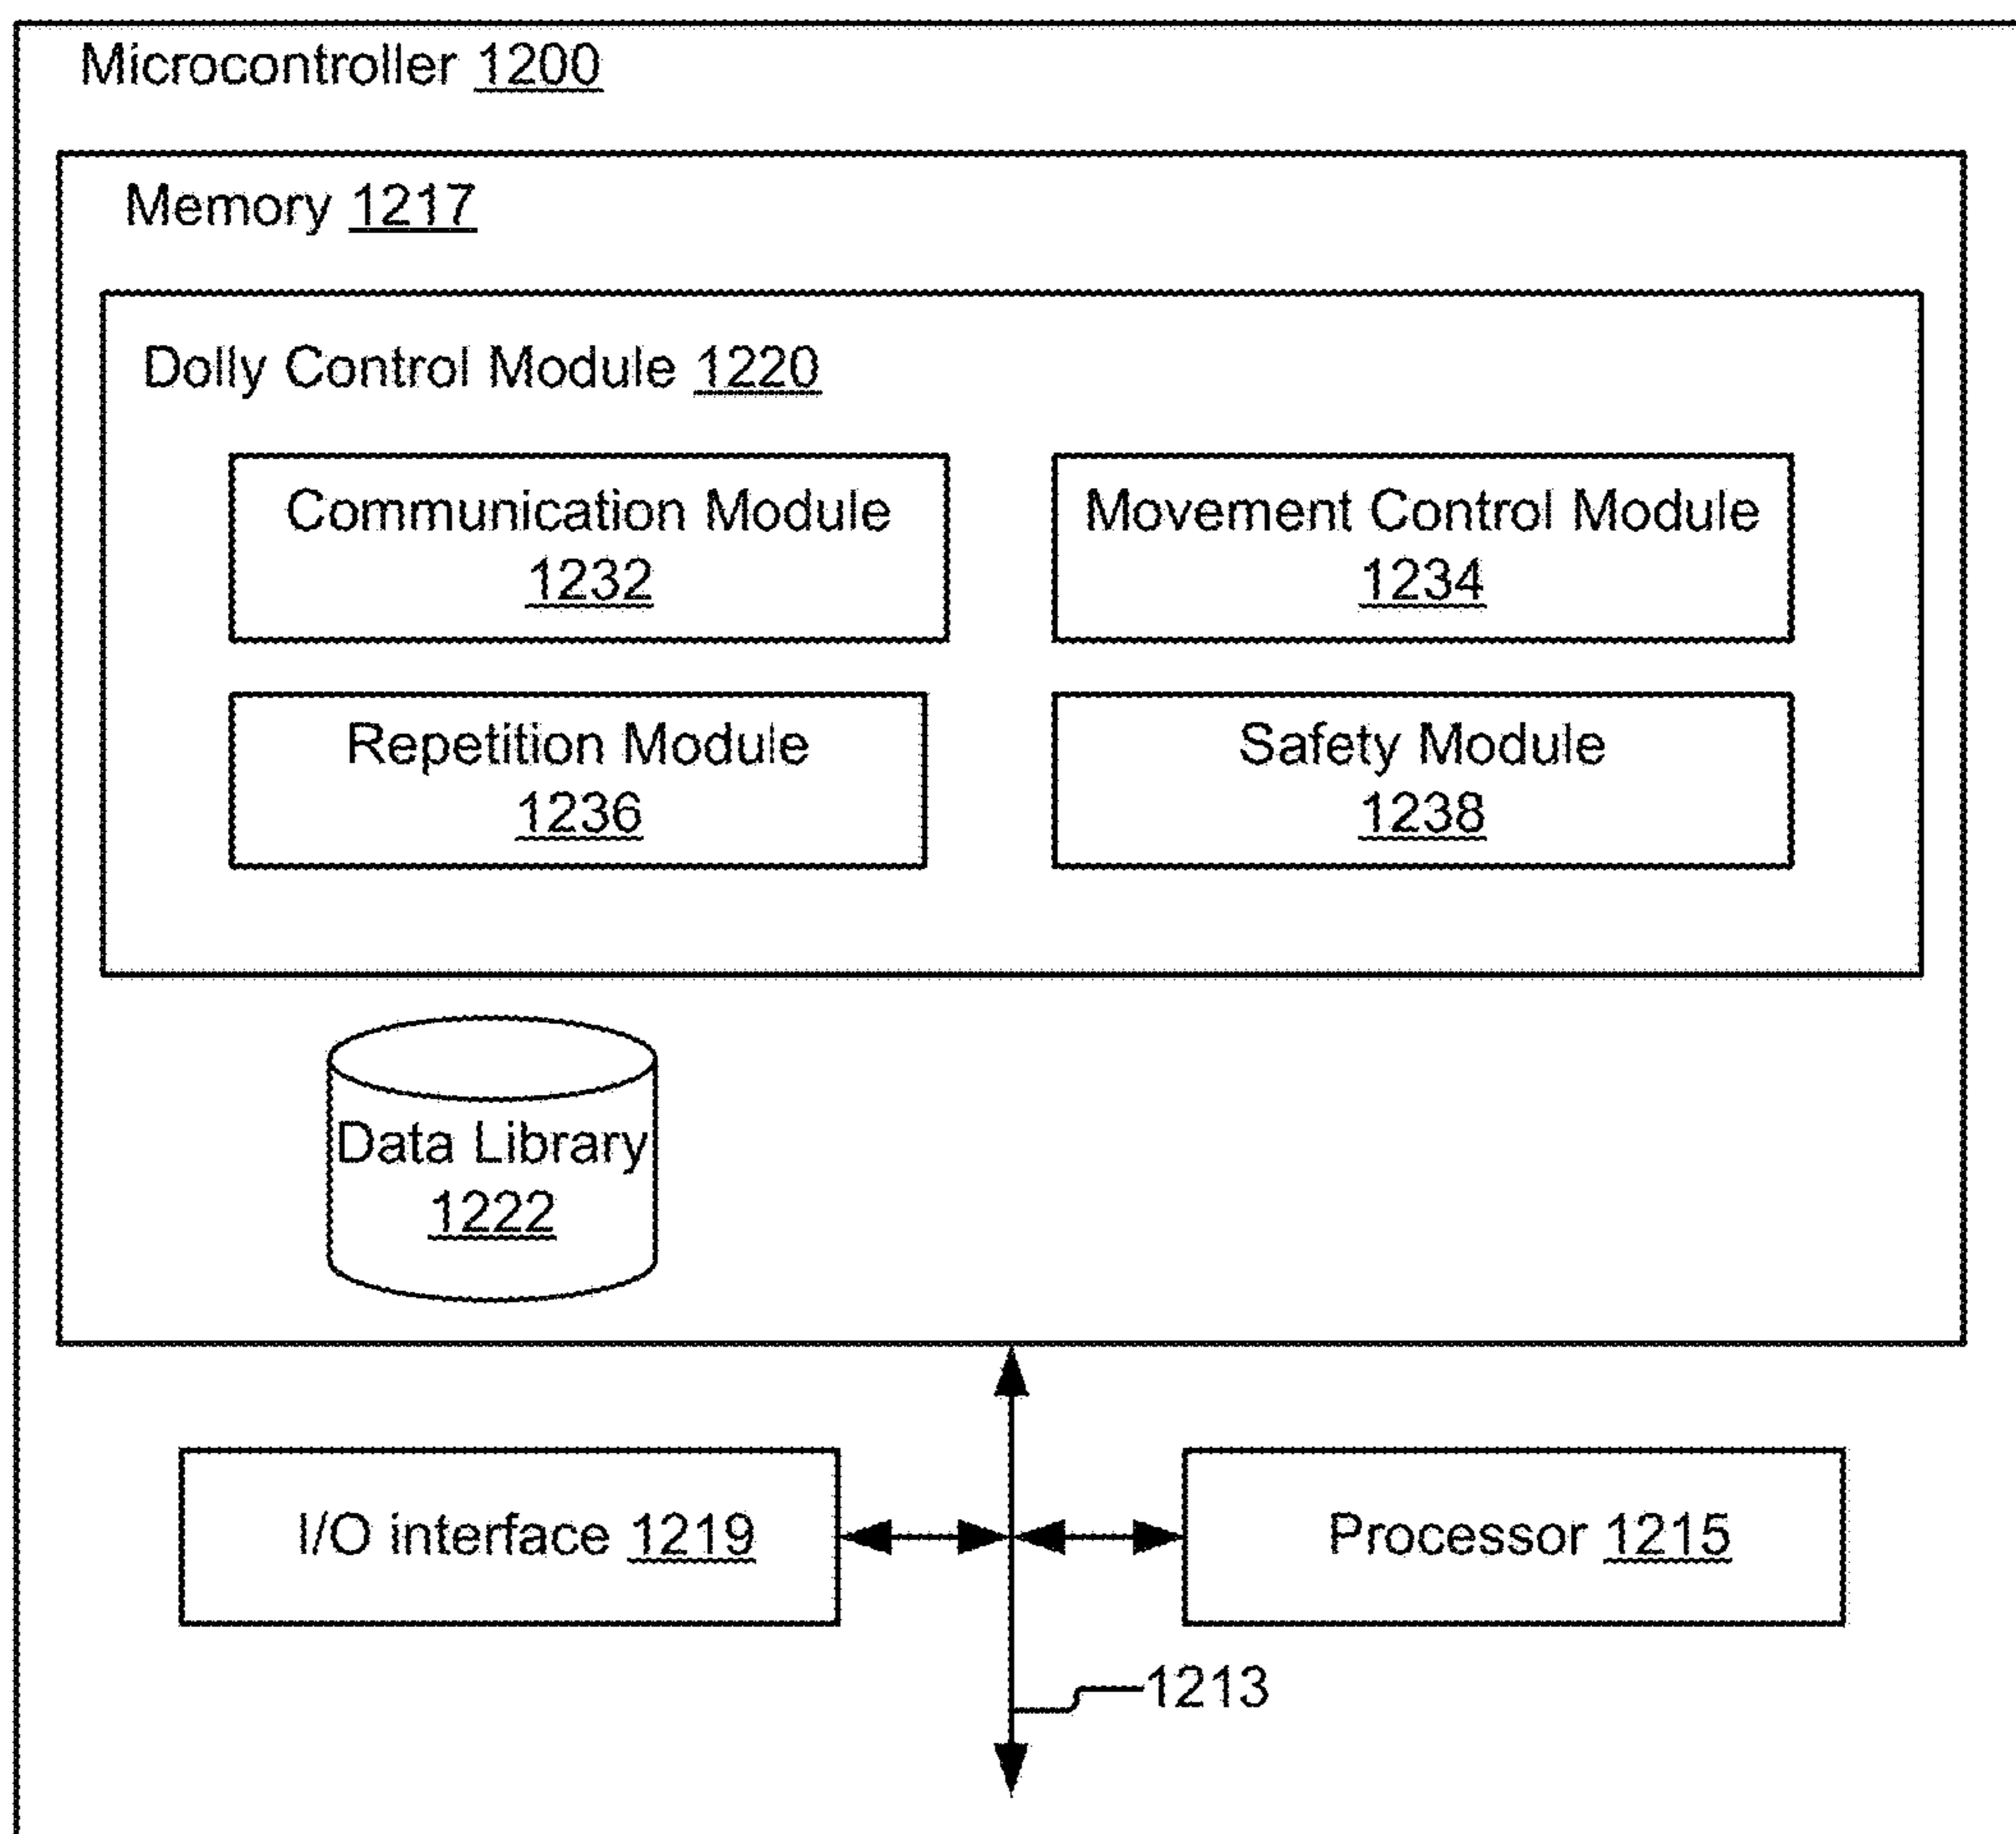 Microcontroller 1200
Memory 1217
Dolly Control Module 1220
Communication Module
1232
Movement Control Module
1234
Repetition Module
1236
Safety Module
1238
Data Library
1222
I/O interface 1219
Processor 1215
1213